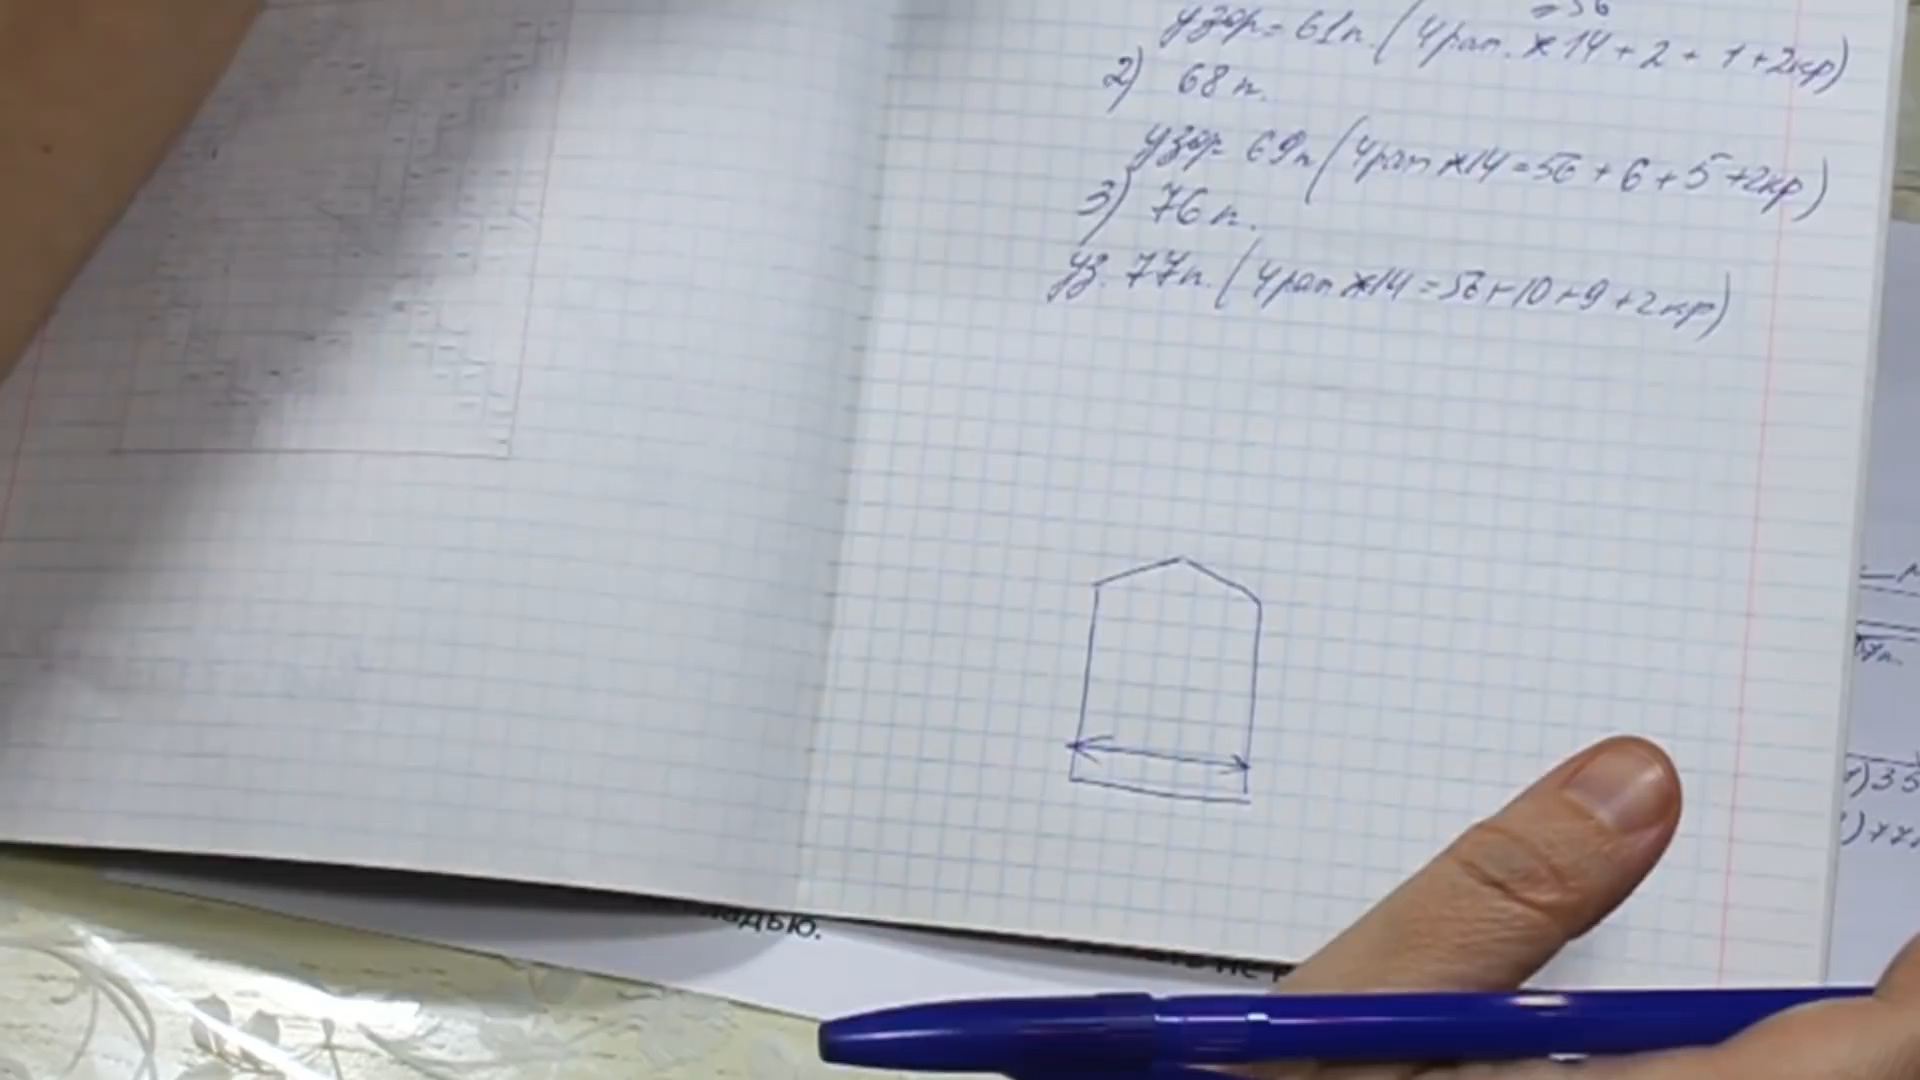 =56
узор = 61п. (4рап. * 14 + 2 + 1 + 2кр)
2) 68 п.
узор 69п (4рап * 14 = 56 + 6 + 5 + 2кр)
3) 76 п.
уз. 77п. (4рап * 14 = 56 + 10 + 9 + 2кр)
не